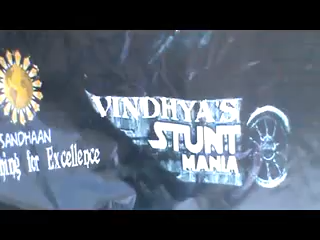 SANDHAAN
for Excellence
VINDHYA'S
STUNT
MANIA